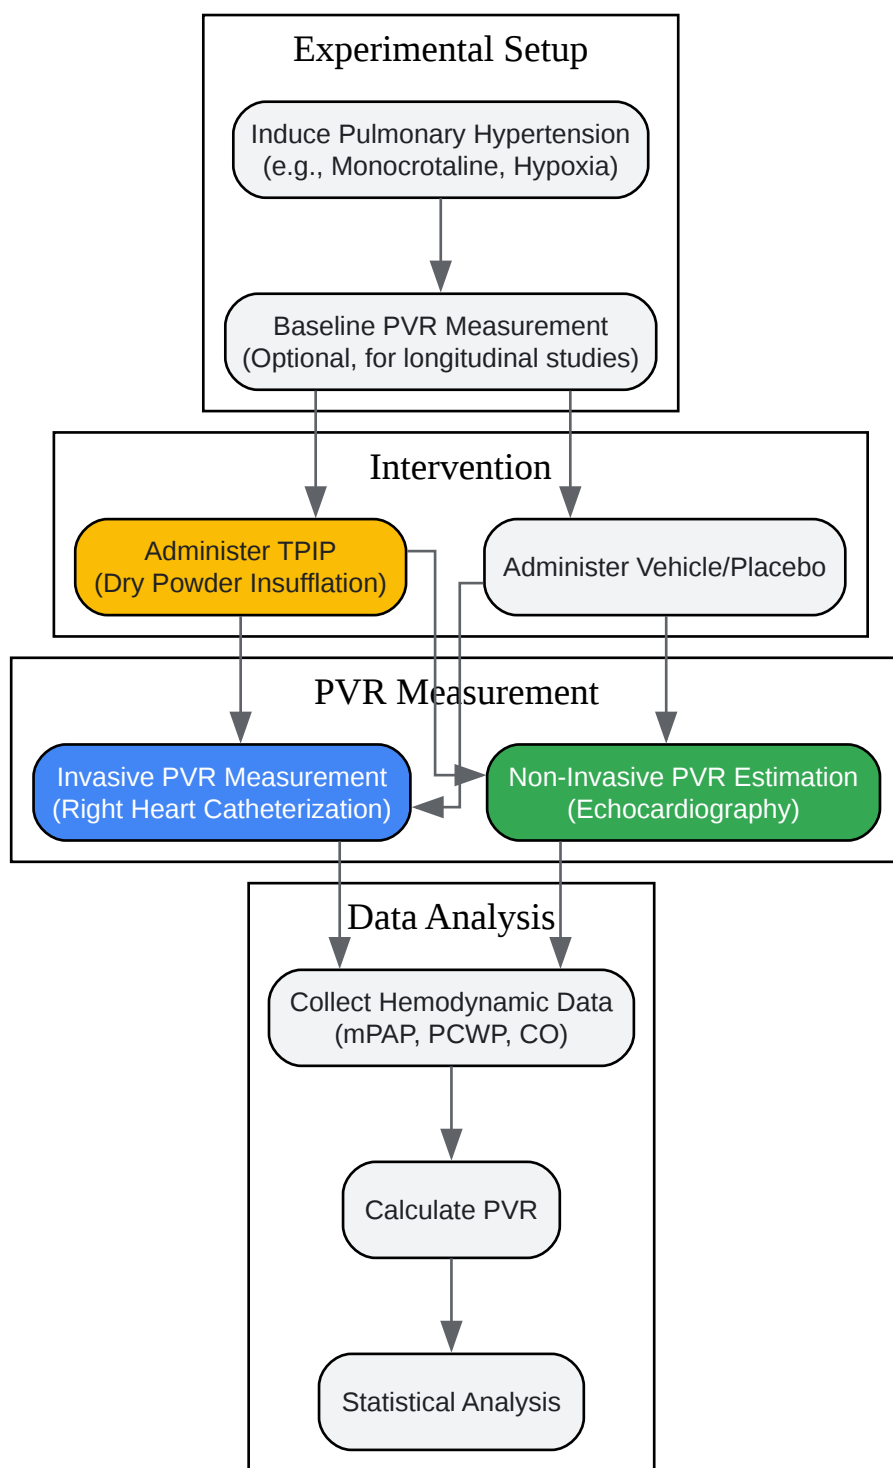 Experimental Setup
Induce Pulmonary Hypertension
(e.g., Monocrotaline, Hypoxia)
Baseline PVR Measurement
(Optional, for longitudinal studies)
Intervention
Administer TPIP
(Dry Powder Insufflation)
Administer Vehicle/Placebo
PVR Measurement
Invasive PVR Measurement
(Right Heart Catheterization)
Non-Invasive PVR Estimation
(Echocardiography)
Data Analysis
Collect Hemodynamic Data
(mPAP, PCWP, CO)
Calculate PVR
Statistical Analysis